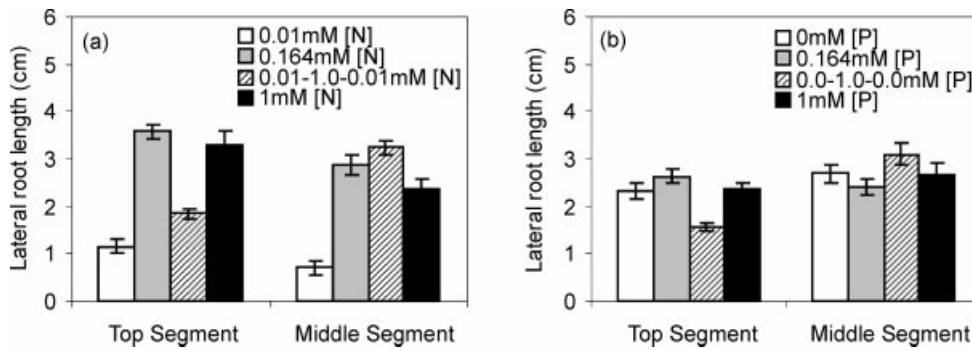 (a)
Lateral root length (cm)
6
5
4
3
2
1
0
0.01mM [N]
0.164mM [N]
0.01-1.0-0.01mM [N]
1mM [N]
Top Segment
Middle Segment
(b)
Lateral root length (cm)
6
5
4
3
2
1
0
0mM [P]
0.164mM [P]
0.0-1.0-0.0mM [P]
1mM [P]
Top Segment
Middle Segment